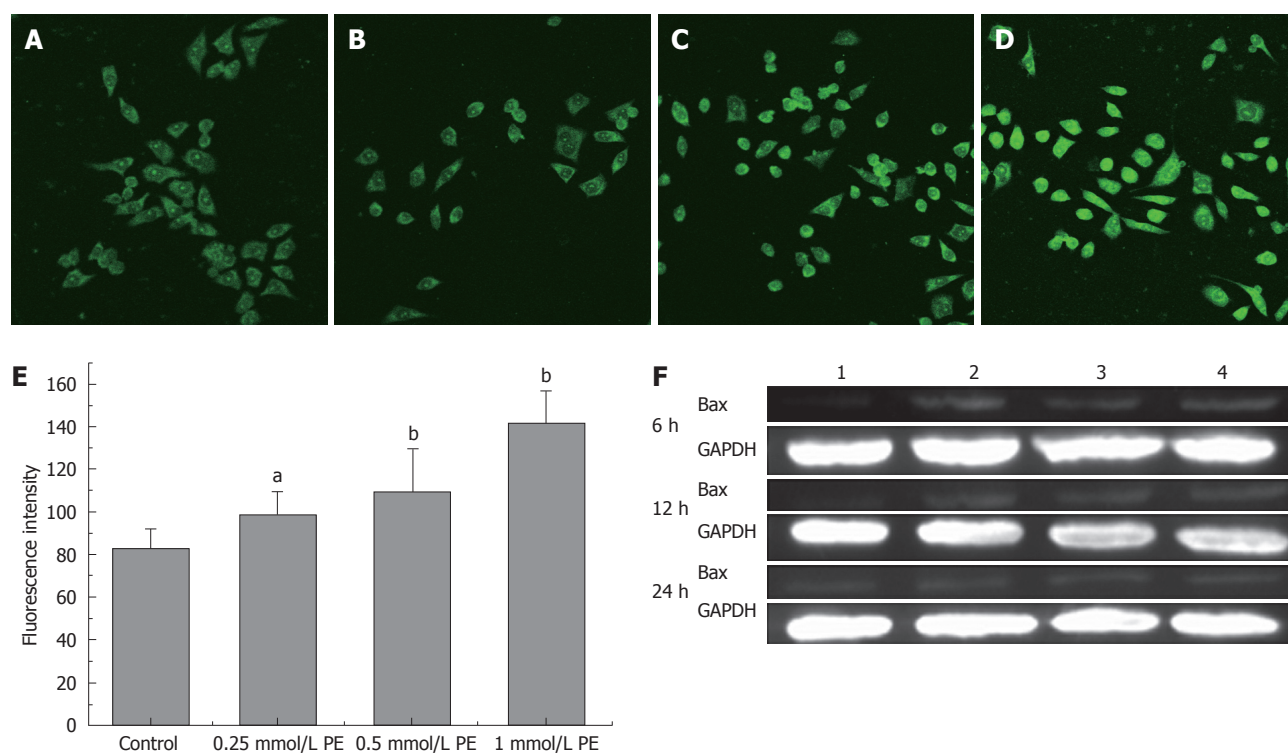 A
B
C
D
E
Fluorescence intensity
160
140
120
100
80
60
40
20
0
a
b
b
Control
0.25 mmol/L PE
0.5 mmol/L PE
1 mmol/L PE
F
1 2 3 4
6 h
Bax
GAPDH
12 h
Bax
GAPDH
24 h
Bax
GAPDH